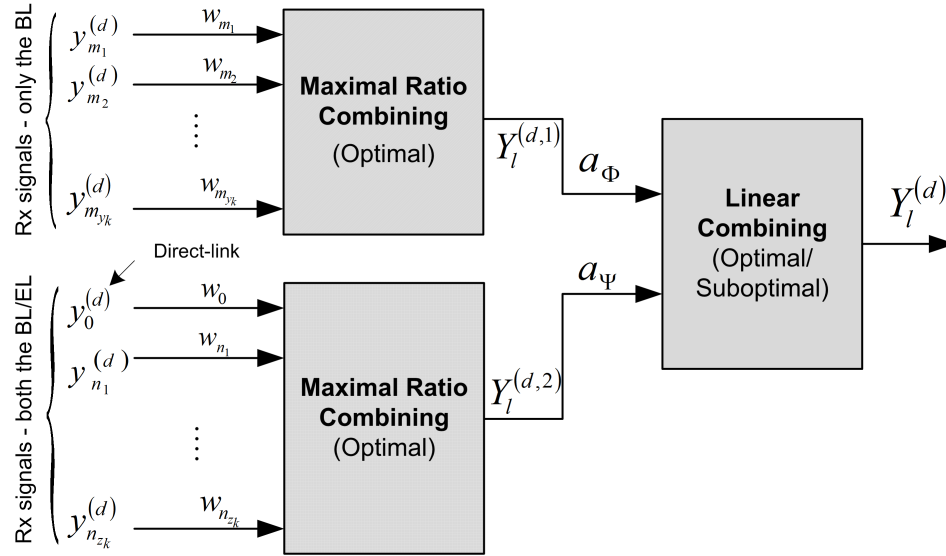 Rx signals - only the BL
y_{m_1}^{(d)}
w_{m_1}
y_{m_2}^{(d)}
w_{m_2}
y_{m_{y_k}}^{(d)}
w_{m_{y_k}}
Maximal Ratio
Combining
(Optimal)
Y_l^{(d,1)}
a_Φ
Direct-link
Rx signals - both the BL/EL
y_0^{(d)}
w_0
y_{n_1}^{(d)}
w_{n_1}
y_{n_{z_k}}^{(d)}
w_{n_{z_k}}
Maximal Ratio
Combining
(Optimal)
Y_l^{(d,2)}
a_Ψ
Linear
Combining
(Optimal/
Suboptimal)
Y_l^{(d)}